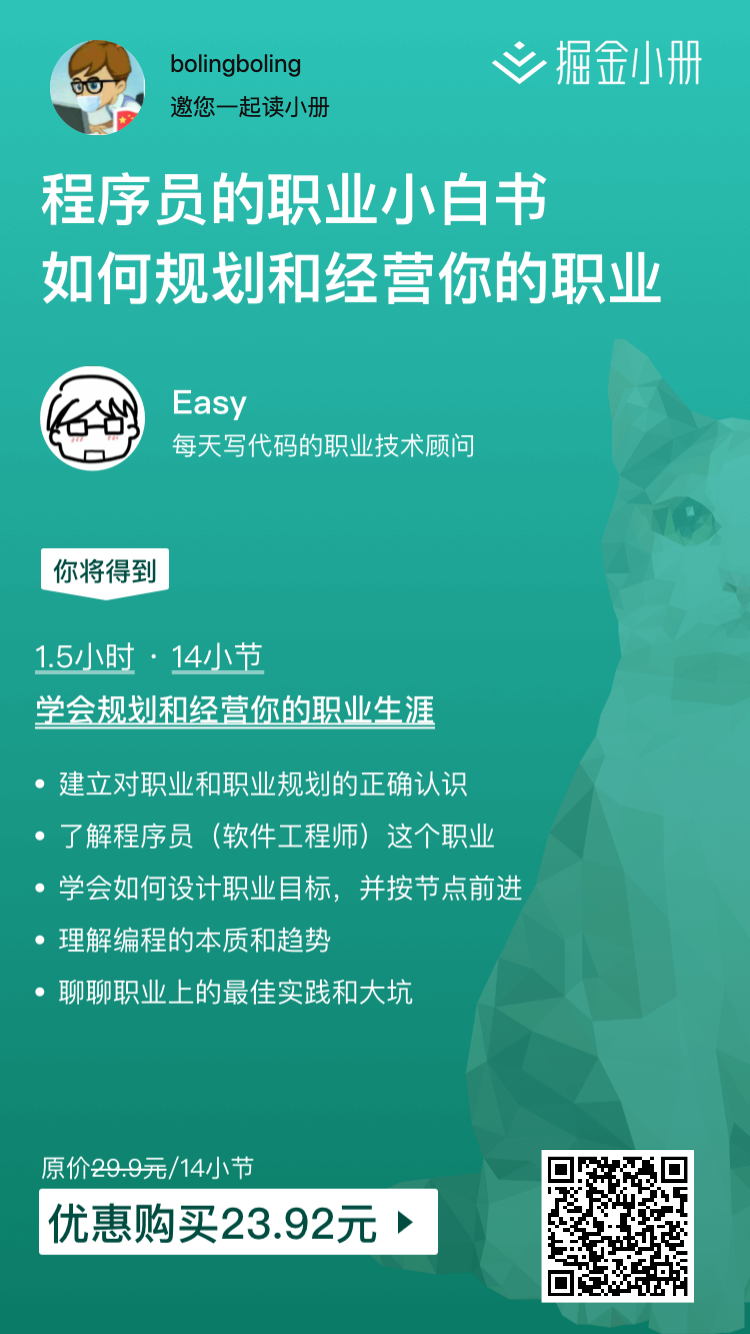 bolingboling
邀您一起读小册
掘金小册
程序员的职业小白书
如何规划和经营你的职业
Easy
每天写代码的职业技术顾问
你将得到
1.5小时 · 14小节
学会规划和经营你的职业生涯
• 建立对职业和职业规划的正确认识
• 了解程序员（软件工程师）这个职业
• 学会如何设计职业目标，并按节点前进
• 理解编程的本质和趋势
• 聊聊职业上的最佳实践和大坑
原价29.9元/14小节
优惠购买23.92元